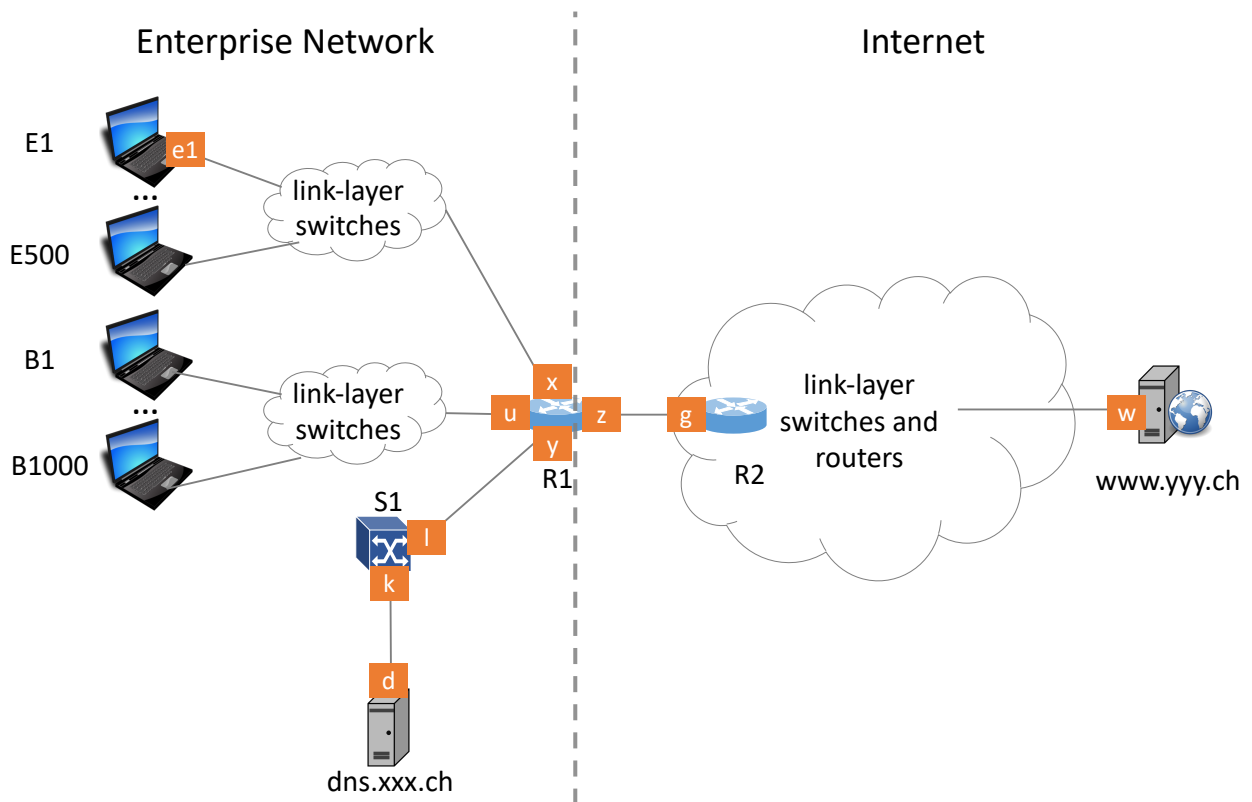 Enterprise Network
Internet
E1
e1
...
E500
link-layer
switches
B1
...
B1000
link-layer
switches
x
u
z
y
R1
g
R2
link-layer
switches and
routers
w
www.yyy.ch
S1
l
k
d
dns.xxx.ch